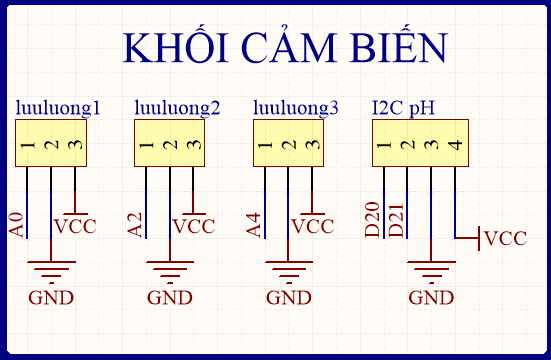 KHỐI CẢM BIẾN
luuluong1 luuluong2 luuluong3 I2C pH
1 2 3 1 2 3 1 2 3 1 2 3 4
A0 VCC A2 VCC A4 VCC D20 D21 VCC
GND GND GND GND